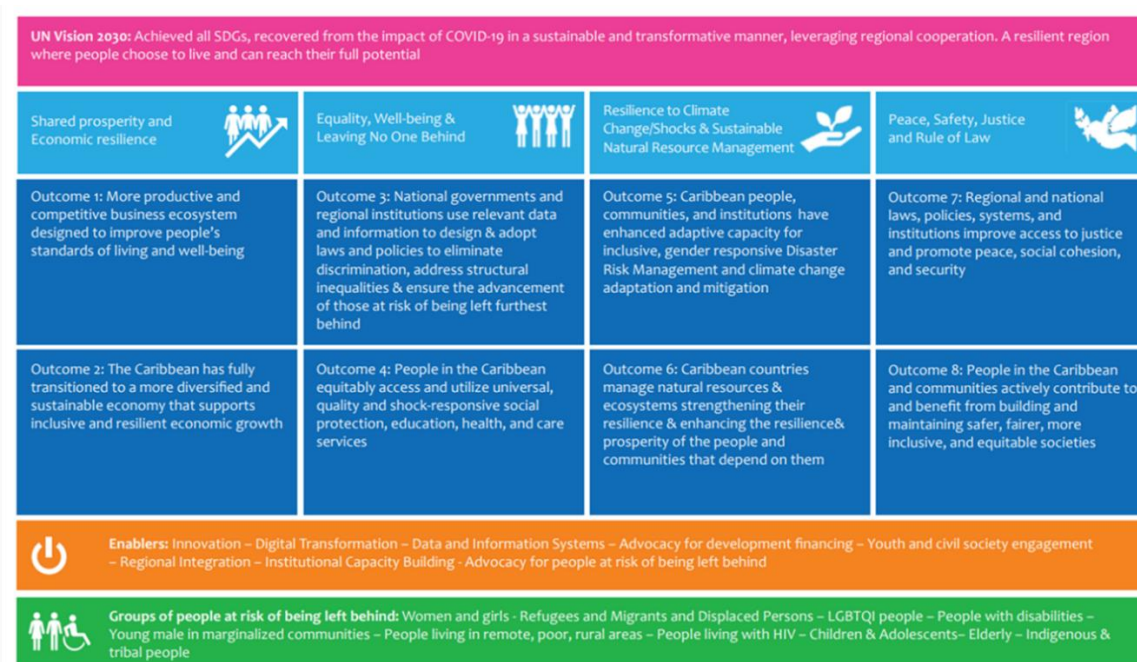 UN Vision 2030: Achieved all SDGs, recovered from the impact of COVID-19 in a sustainable and transformative manner, leveraging regional cooperation. A resilient region
where people choose to live and can reach their full potential
Shared prosperity and
Economic resilience
Equality, Well-being &
Leaving No One Behind
Resilience to Climate
Change/Shocks & Sustainable
Natural Resource Management
Peace, Safety, Justice
and Rule of Law
Outcome 1: More productive and
competitive business ecosystem
designed to improve people's
standards of living and well-being
Outcome 3: National governments and
regional institutions use relevant data
and information to design & adopt
laws and policies to eliminate
discrimination, address structural
inequalities & ensure the advancement
of those at risk of being left furthest
behind
Outcome 5: Caribbean people,
communities, and institutions have
enhanced adaptive capacity for
inclusive, gender responsive Disaster
Risk Management and climate change
adaptation and mitigation
Outcome 7: Regional and national
laws, policies, systems, and
institutions improve access to justice
and promote peace, social cohesion,
and security
Outcome 2: The Caribbean has fully
transitioned to a more diversified and
sustainable economy that supports
inclusive and resilient economic growth
Outcome 4: People in the Caribbean
equitably access and utilize universal,
quality and shock-responsive social
protection, education, health, and care
services
Outcome 6: Caribbean countries
manage natural resources &
ecosystems strengthening their
resilience & enhancing the resilience&
prosperity of the people and
communities that depend on them
Outcome 8: People in the Caribbean
and communities actively contribute to
and benefit from building and
maintaining safer, fairer, more
inclusive, and equitable societies
Enablers: Innovation – Digital Transformation – Data and Information Systems – Advocacy for development financing – Youth and civil society engagement
– Regional Integration – Institutional Capacity Building - Advocacy for people at risk of being left behind
Groups of people at risk of being left behind: Women and girls - Refugees and Migrants and Displaced Persons – LGBTQI people – People with disabilities –
Young male in marginalized communities – People living in remote, poor, rural areas – People living with HIV – Children & Adolescents– Elderly – Indigenous &
tribal people